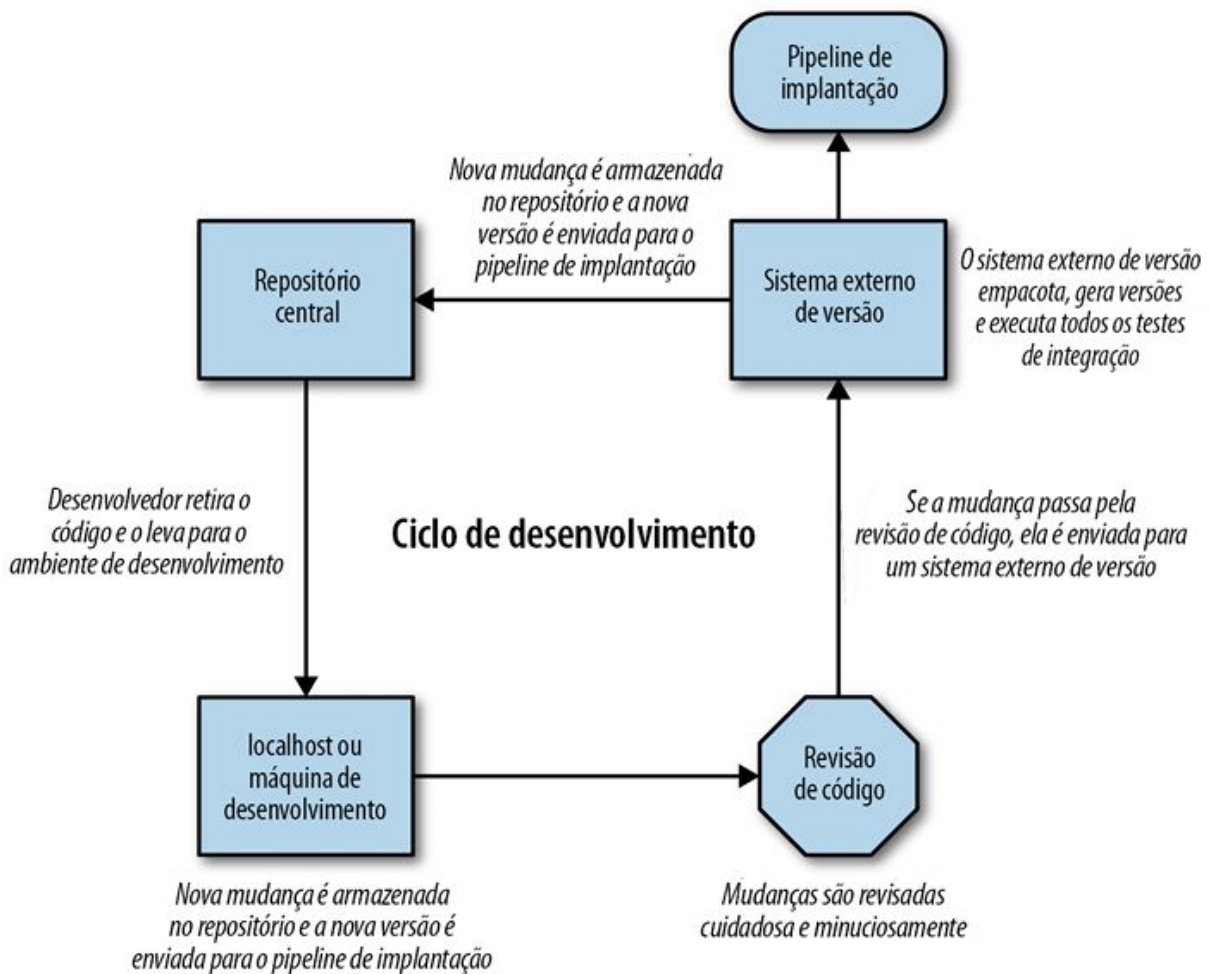 Pipeline de
implantação
Nova mudança é armazenada
no repositório e a nova
versão é enviada para o
pipeline de implantação
Repositório
central
Sistema externo
de versão
O sistema externo de versão
empacota, gera versões
e executa todos os testes
de integração
Desenvolvedor retira o
código e o leva para o
ambiente de desenvolvimento
Ciclo de desenvolvimento
Se a mudança passa pela
revisão de código, ela é enviada para
um sistema externo de versão
localhost ou
máquina de
desenvolvimento
Revisão
de código
Nova mudança é armazenada
no repositório e a nova versão é
enviada para o pipeline de implantação
Mudanças são revisadas
cuidadosa e minuciosamente